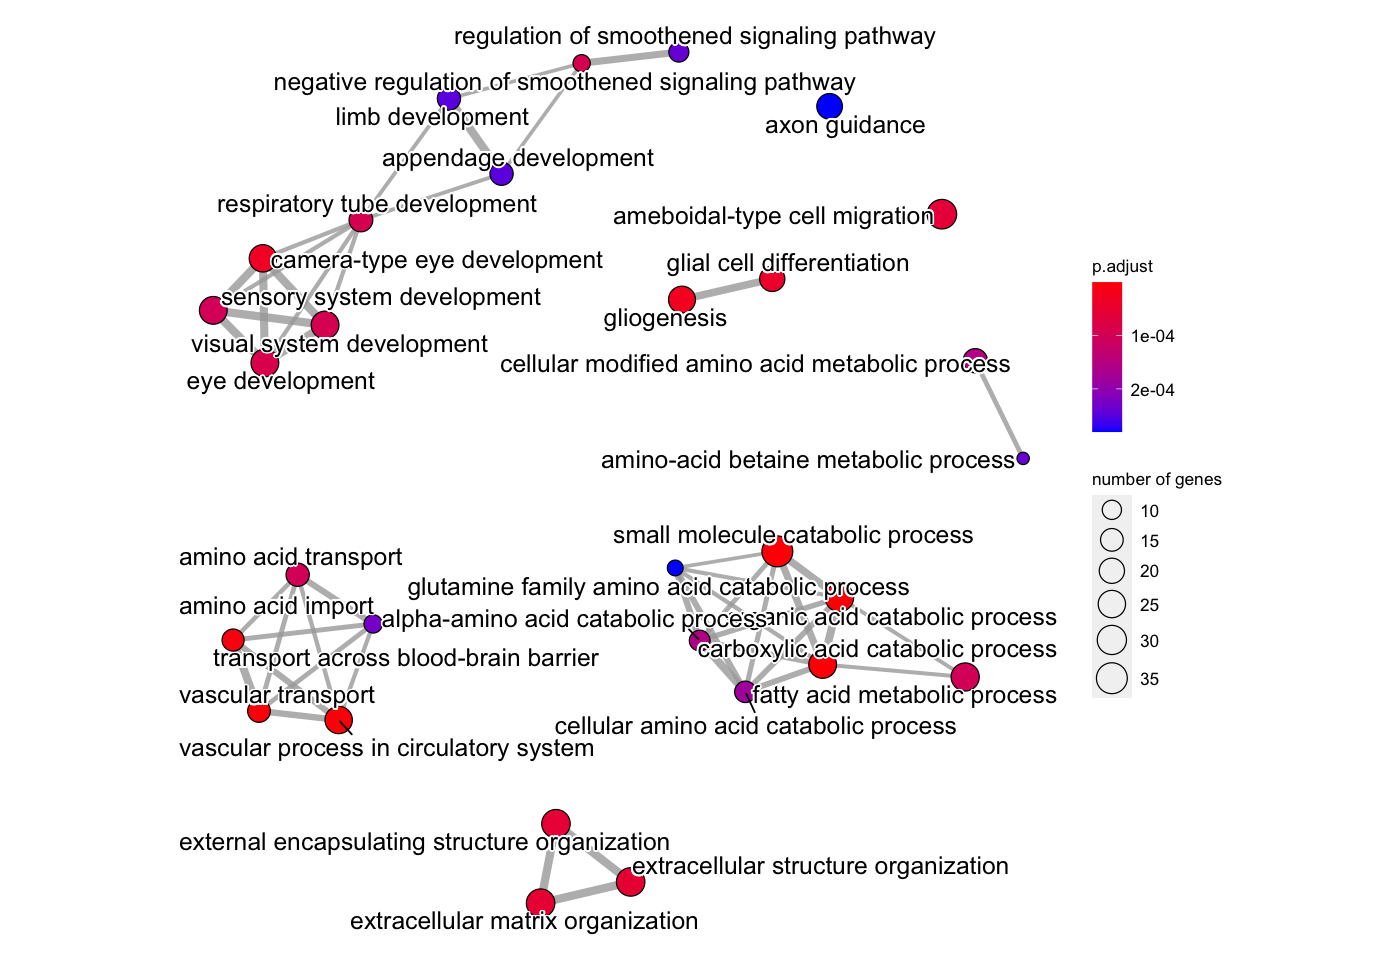 regulation of smoothened signaling pathway
negative regulation of smoothened signaling pathway
limb development
axon guidance
appendage development
respiratory tube development
ameboidal-type cell migration
camera-type eye development
glial cell differentiation
sensory system development
gliogenesis
visual system development
cellular modified amino acid metabolic process
eye development
amino-acid betaine metabolic process
small molecule catabolic process
amino acid transport
glutamine family amino acid catabolic process
amino acid import
alpha-amino acid catabolic process
organic acid catabolic process
carboxylic acid catabolic process
transport across blood-brain barrier
vascular transport
fatty acid metabolic process
cellular amino acid catabolic process
vascular process in circulatory system
external encapsulating structure organization
extracellular structure organization
extracellular matrix organization
p.adjust
1e-04
2e-04
number of genes
10
15
20
25
30
35